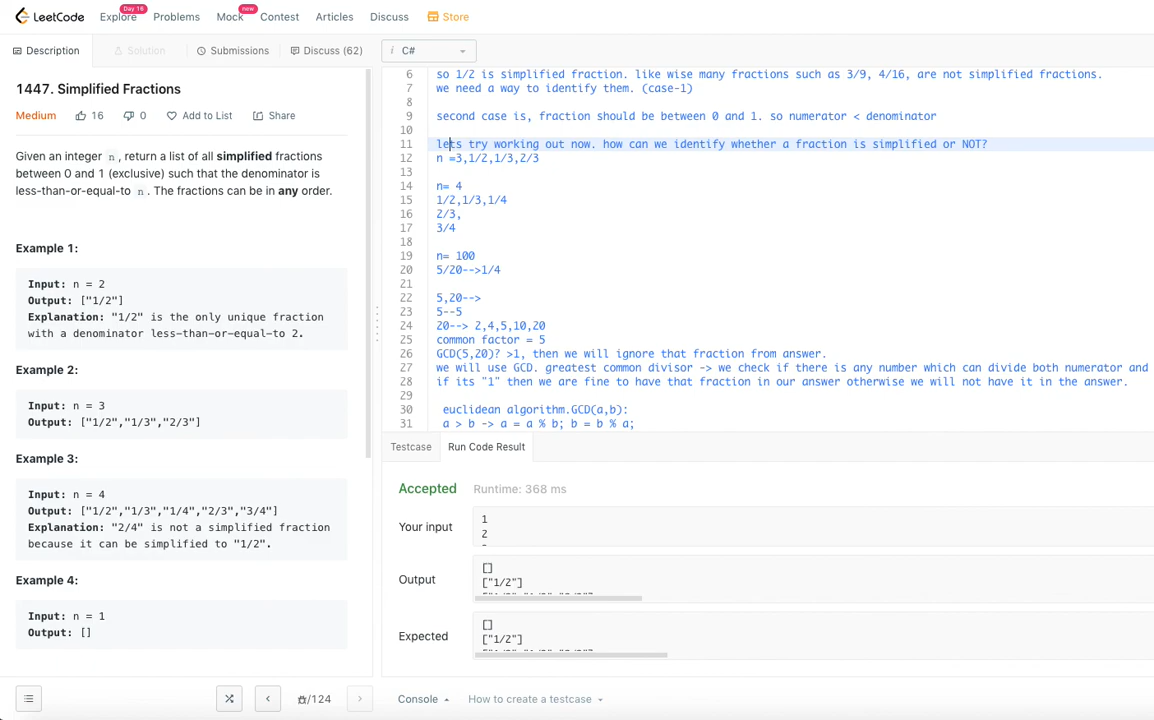 LeetCode Explore Day 16 Problems Mock new Contest Articles Discuss Store
Description Solution Submissions Discuss (62) i C#
1447. Simplified Fractions
Medium 16 0 Add to List Share
Given an integer n , return a list of all simplified fractions
between 0 and 1 (exclusive) such that the denominator is
less-than-or-equal-to n . The fractions can be in any order.
Example 1:
Input: n = 2
Output: ["1/2"]
Explanation: "1/2" is the only unique fraction
with a denominator less-than-or-equal-to 2.
Example 2:
Input: n = 3
Output: ["1/2","1/3","2/3"]
Example 3:
Input: n = 4
Output: ["1/2","1/3","1/4","2/3","3/4"]
Explanation: "2/4" is not a simplified fraction
because it can be simplified to "1/2".
Example 4:
Input: n = 1
Output: []
6 so 1/2 is simplified fraction. like wise many fractions such as 3/9, 4/16, are not simplified fractions.
7 we need a way to identify them. (case-1)
8
9 second case is, fraction should be between 0 and 1. so numerator < denominator
10
11 lets try working out now. how can we identify whether a fraction is simplified or NOT?
12 n =3,1/2,1/3,2/3
13
14 n= 4
15 1/2,1/3,1/4
16 2/3,
17 3/4
18
19 n= 100
20 5/20-->1/4
21
22 5,20-->
23 5--5
24 20--> 2,4,5,10,20
25 common factor = 5
26 GCD(5,20)? >1, then we will ignore that fraction from answer.
27 we will use GCD. greatest common divisor -> we check if there is any number which can divide both numerator and
28 if its "1" then we are fine to have that fraction in our answer otherwise we will not have it in the answer.
29
30 euclidean algorithm.GCD(a,b):
31 a > b -> a = a % b; b = b % a;
Testcase Run Code Result
Accepted Runtime: 368 ms
Your input
1
2
Output
[]
["1/2"]
Expected
[]
["1/2"]
/124
Console How to create a testcase